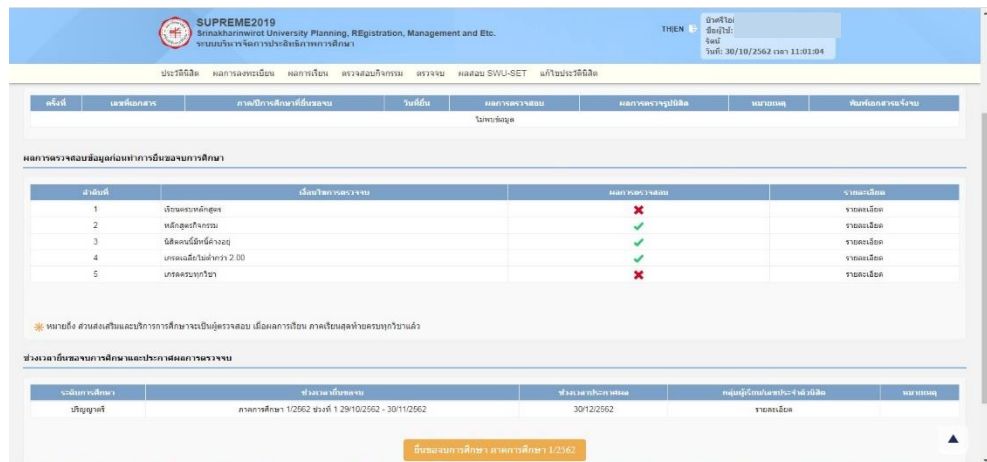 SUPREME2019
Srinakharinwirot University Planning, REgistration, Management and Etc.
ระบบบริหารจัดการประสิทธิภาพการศึกษา
TH|EN
ชื่อผู้ใช้:
วันที่: 30/10/2562 เวลา 11:01:04
ประวัตินิสิต ผลการลงทะเบียน ผลการเรียน ตรวจสอบกิจกรรม ตรวจจบ ผลสอบ SWU-SET แก้ไขประวัตินิสิต
ครั้งที่ เลขที่เอกสาร ภาค/ปีการศึกษาที่ยื่นขอจบ วันที่ยื่น ผลการตรวจสอบ ผลการตรวจรูปนิสิต หมายเหตุ พิมพ์เอกสารแจ้งจบ
ไม่พบข้อมูล
ผลการตรวจสอบข้อมูลก่อนทำการยื่นขอจบการศึกษา
ลำดับที่ เงื่อนไขการตรวจจบ ผลการตรวจสอบ รายละเอียด
1 เรียนครบหลักสูตร รายละเอียด
2 หลักสูตรกิจกรรม รายละเอียด
3 นิสิตคนนี้มีหนี้ค้างอยู่ รายละเอียด
4 เกรดเฉลี่ยไม่ต่ำกว่า 2.00 รายละเอียด
5 เกรดครบทุกวิชา รายละเอียด
หมายถึง ส่วนส่งเสริมและบริการการศึกษาจะเป็นผู้ตรวจสอบ เมื่อผลการเรียน ภาคเรียนสุดท้ายครบทุกวิชาแล้ว
ช่วงเวลายื่นขอจบการศึกษาและประกาศผลการตรวจจบ
ระดับการศึกษา ช่วงเวลายื่นขอจบ ช่วงเวลาประกาศผล กลุ่มผู้เรียน/เลขประจำตัวนิสิต หมายเหตุ
ปริญญาตรี ภาคการศึกษา 1/2562 ช่วงที่ 1 29/10/2562 - 30/11/2562 30/12/2562 รายละเอียด
ยื่นขอจบการศึกษา ภาคการศึกษา 1/2562